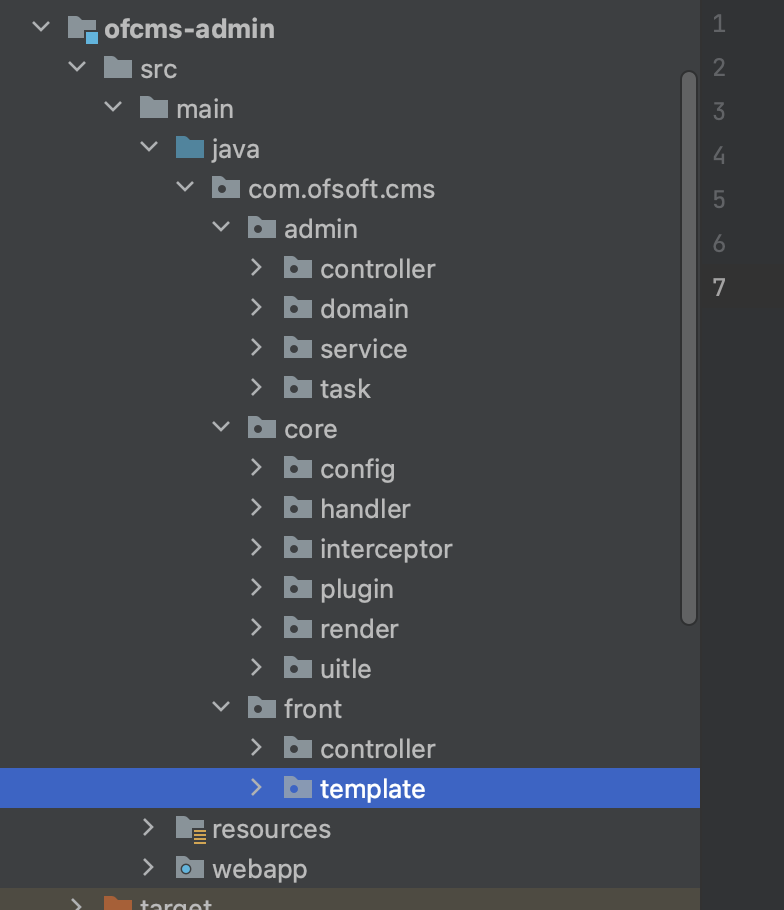 ofcms-admin
src
main
java
com.ofsoft.cms
admin
controller
domain
service
task
core
config
handler
interceptor
plugin
render
uitle
front
controller
template
resources
webapp
target
1
2
3
4
5
6
7